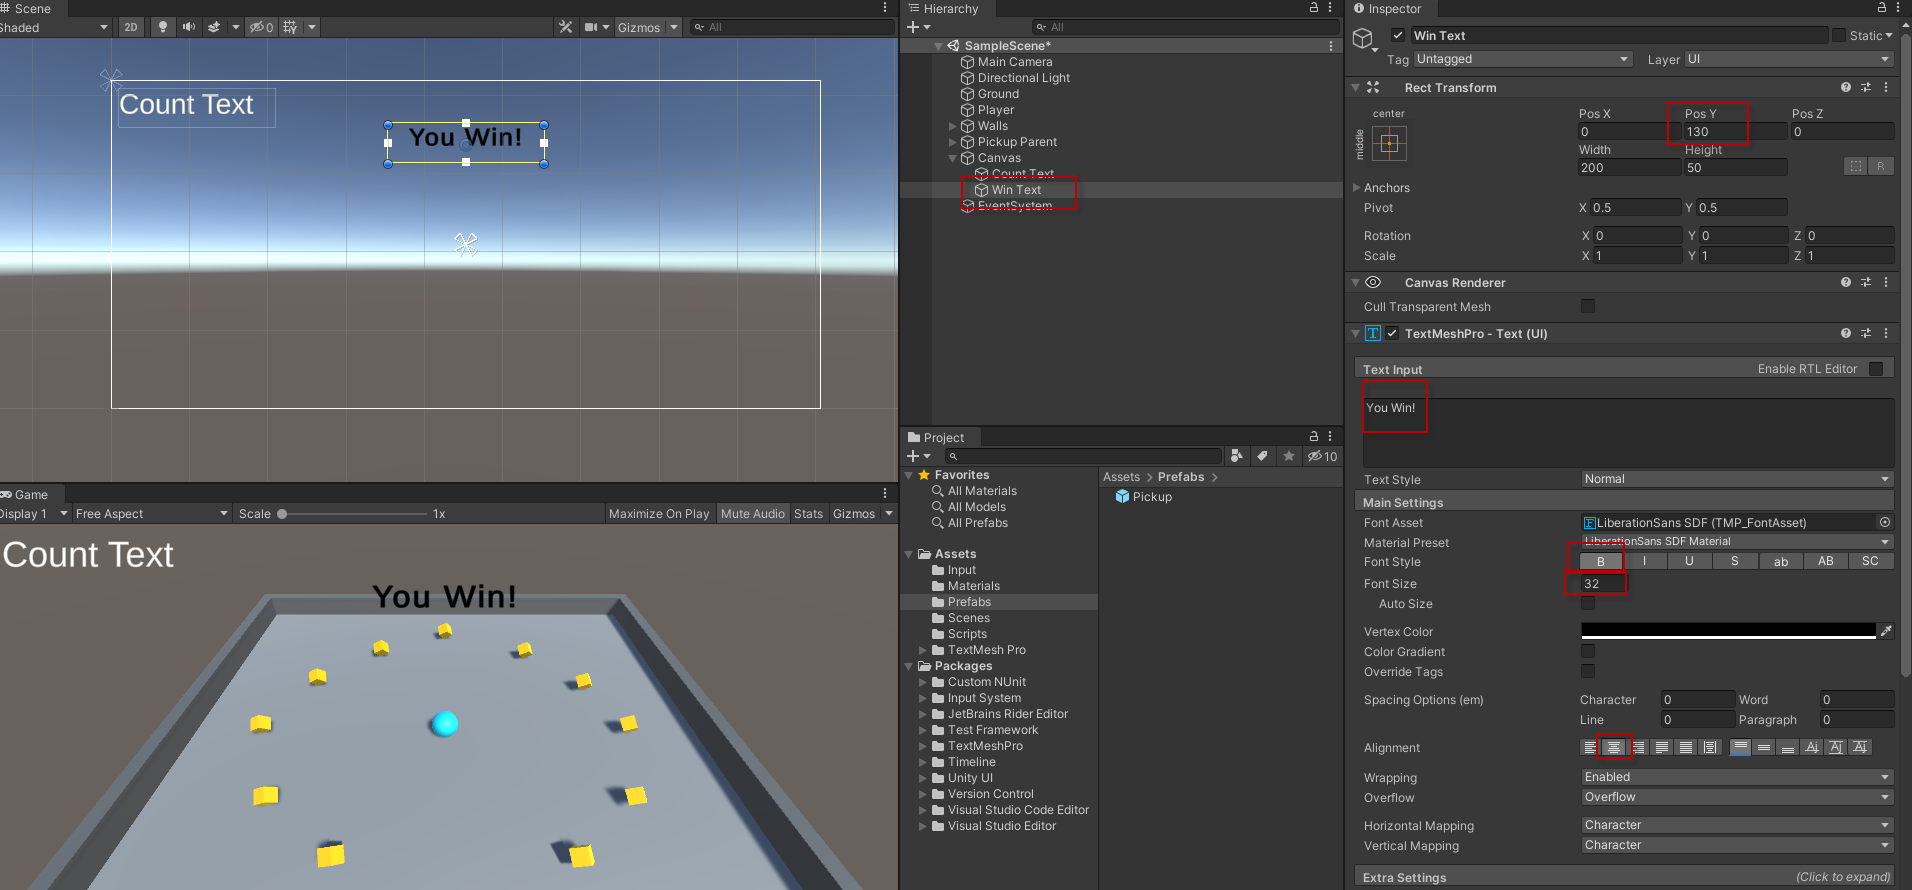 Scene
Shaded
2D
0
Gizmos
All
Count Text
You Win!
Game
Display 1
Free Aspect
Scale
1x
Maximize On Play
Mute Audio
Stats
Gizmos
Count Text
You Win!
Hierarchy
All
SampleScene*
Main Camera
Directional Light
Ground
Player
Walls
Pickup Parent
Canvas
Count Text
Win Text
EventSystem
Project
10
Favorites
All Materials
All Models
All Prefabs
Assets
Input
Materials
Prefabs
Scenes
Scripts
TextMesh Pro
Packages
Custom NUnit
Input System
JetBrains Rider Editor
Test Framework
TextMeshPro
Timeline
Unity UI
Version Control
Visual Studio Code Editor
Visual Studio Editor
Assets > Prefabs >
Pickup
Inspector
Win Text
Static
Tag Untagged Layer UI
Rect Transform
center
middle
Pos X Pos Y Pos Z
0 130 0
Width Height
200 50
R
Anchors
Pivot X 0.5 Y 0.5
Rotation X 0 Y 0 Z 0
Scale X 1 Y 1 Z 1
Canvas Renderer
Cull Transparent Mesh
TextMeshPro - Text (UI)
Text Input Enable RTL Editor
You Win!
Text Style Normal
Main Settings
Font Asset LiberationSans SDF (TMP_FontAsset)
Material Preset LiberationSans SDF Material
Font Style B I U S ab AB SC
Font Size 32
Auto Size
Vertex Color
Color Gradient
Override Tags
Spacing Options (em) Character 0 Word 0
Line 0 Paragraph 0
Alignment
Wrapping Enabled
Overflow Overflow
Horizontal Mapping Character
Vertical Mapping Character
Extra Settings (Click to expand)